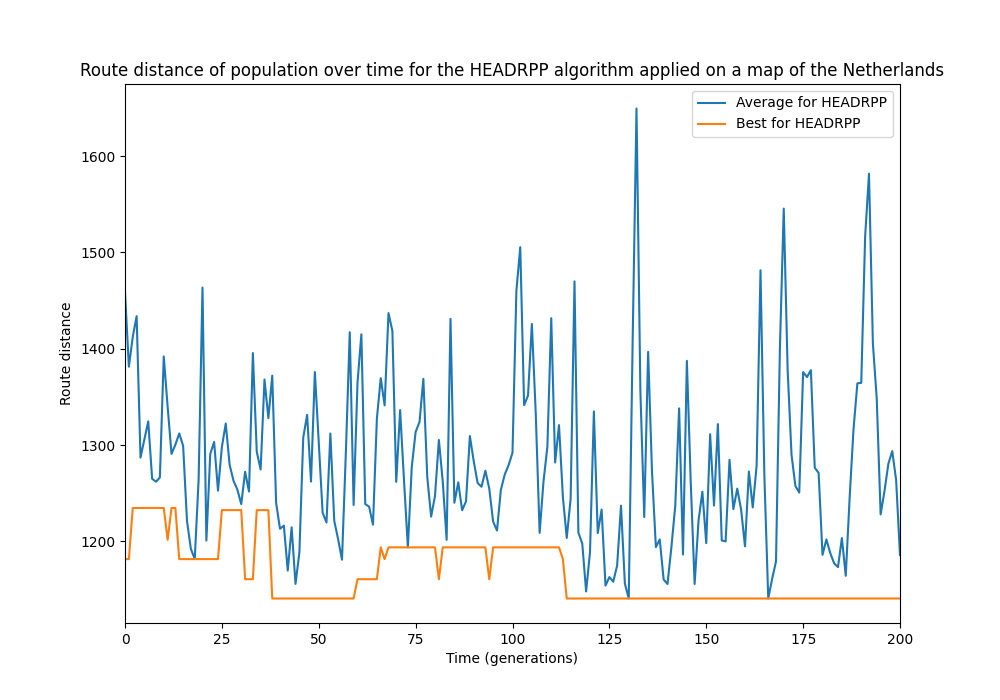 Route distance of population over time for the HEADRPP algorithm applied on a map of the Netherlands
Average for HEADRPP
Best for HEADRPP
1600
1500
1400
1300
1200
Route distance
0 25 50 75 100 125 150 175 200
Time (generations)